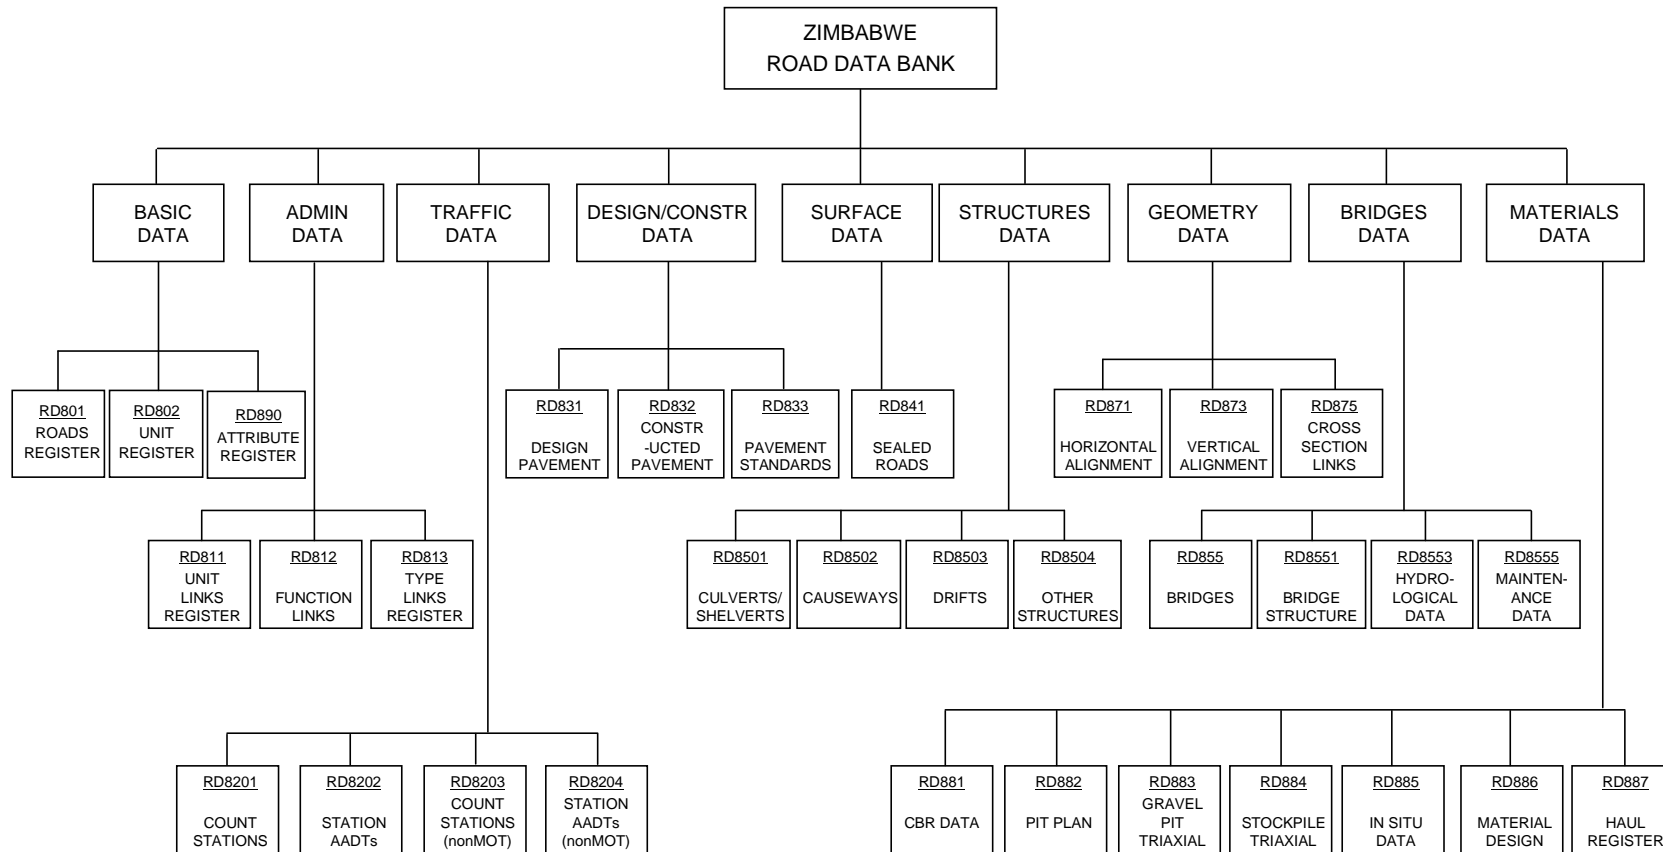 ZIMBABWE
ROAD DATA BANK
BASIC
DATA
ADMIN
DATA
TRAFFIC
DATA
DESIGN/CONSTR
DATA
SURFACE
DATA
STRUCTURES
DATA
GEOMETRY
DATA
BRIDGES
DATA
MATERIALS
DATA
RD801
ROADS
REGISTER
RD802
UNIT
REGISTER
RD890
ATTRIBUTE
REGISTER
RD831
DESIGN
PAVEMENT
RD832
CONSTR
-UCTED
PAVEMENT
RD833
PAVEMENT
STANDARDS
RD841
SEALED
ROADS
RD871
HORIZONTAL
ALIGNMENT
RD873
VERTICAL
ALIGNMENT
RD875
CROSS
SECTION
LINKS
RD811
UNIT
LINKS
REGISTER
RD812
FUNCTION
LINKS
RD813
TYPE
LINKS
REGISTER
RD8501
CULVERTS/
SHELVERTS
RD8502
CAUSEWAYS
RD8503
DRIFTS
RD8504
OTHER
STRUCTURES
RD855
BRIDGES
RD8551
BRIDGE
STRUCTURE
RD8553
HYDRO-
LOGICAL
DATA
RD8555
MAINTEN-
ANCE
DATA
RD8201
COUNT
STATIONS
RD8202
STATION
AADTs
RD8203
COUNT
STATIONS
(nonMOT)
RD8204
STATION
AADTs
(nonMOT)
RD881
CBR DATA
RD882
PIT PLAN
RD883
GRAVEL
PIT
TRIAXIAL
RD884
STOCKPILE
TRIAXIAL
RD885
IN SITU
DATA
RD886
MATERIAL
DESIGN
RD887
HAUL
REGISTER